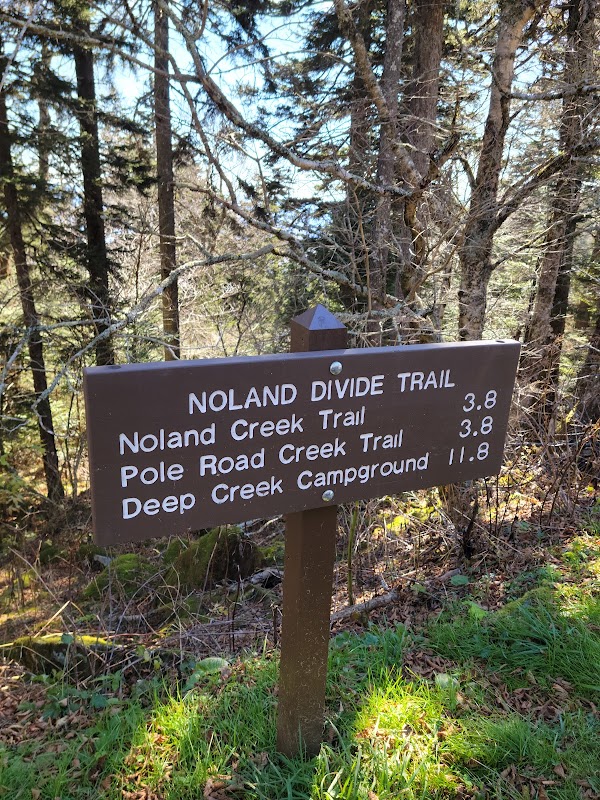 NOLAND DIVIDE TRAIL
Noland Creek Trail 3.8
Pole Road Creek Trail 3.8
Deep Creek Campground 11.8